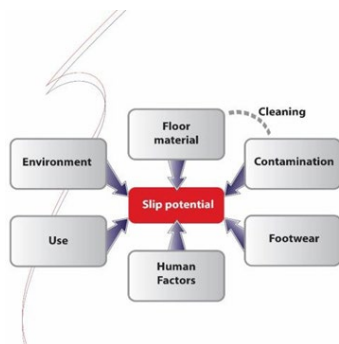 Cleaning
Floor
material
Environment
Contamination
Slip potential
Use
Footwear
Human
Factors